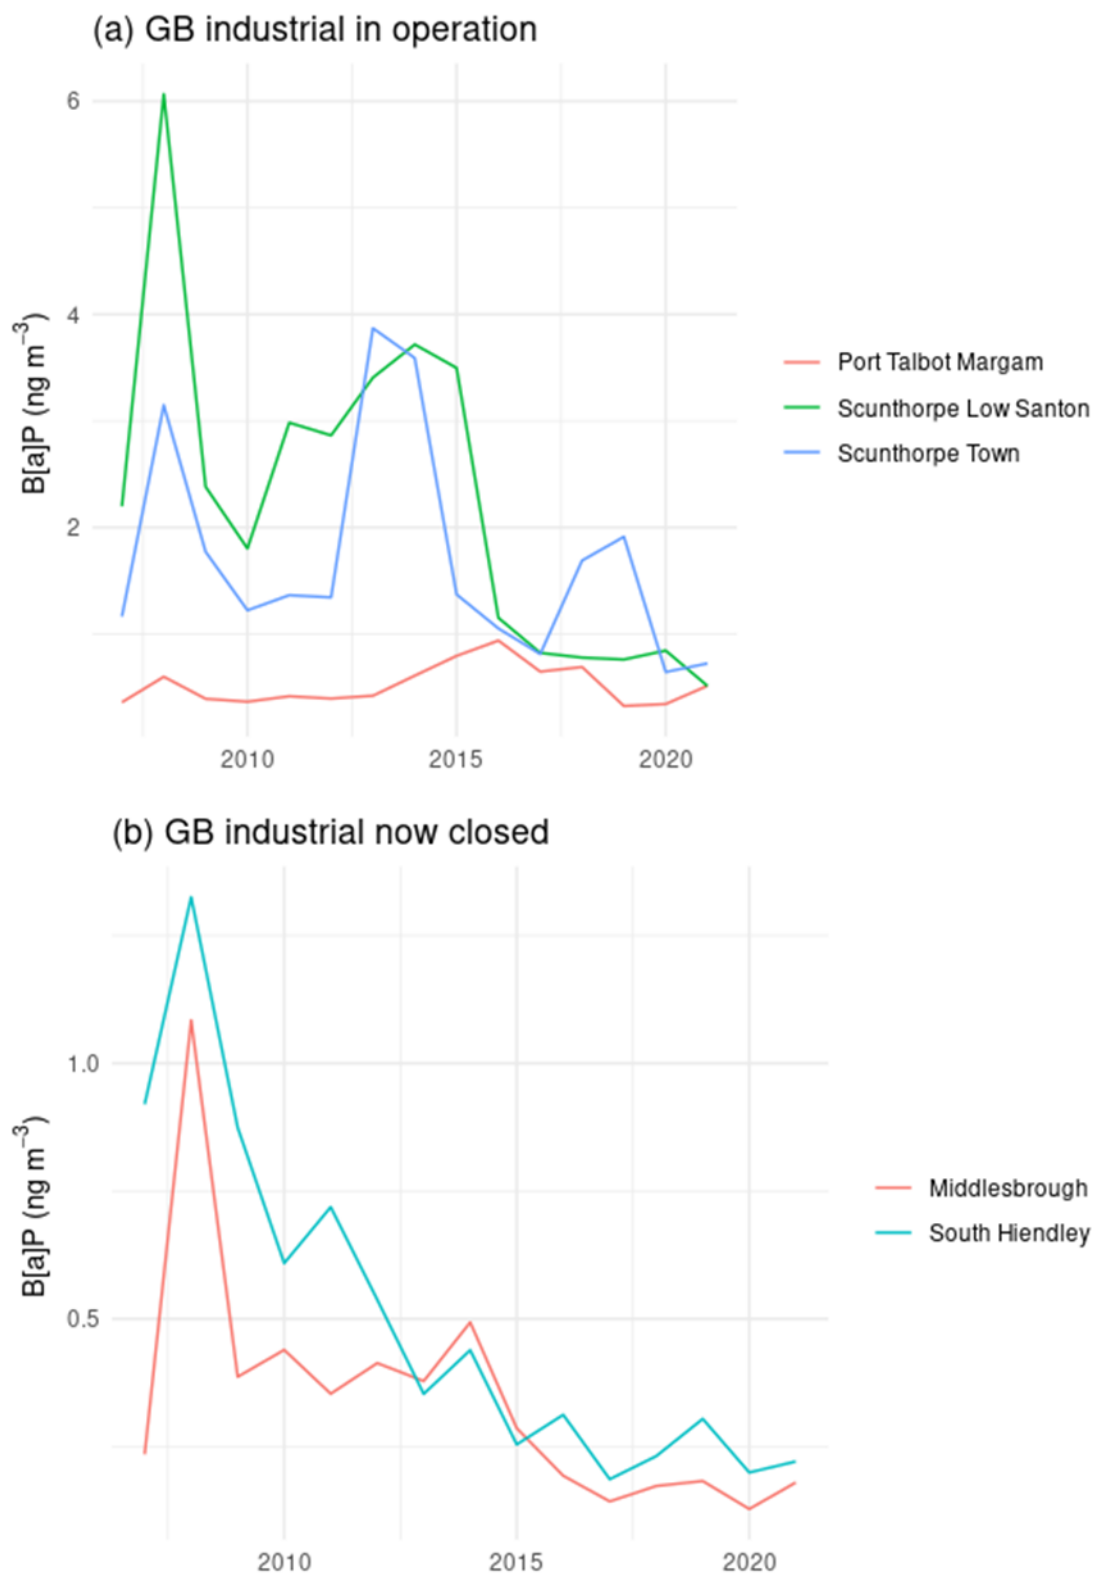 (a) GB industrial in operation
6
4
2
B[a]P (ng m⁻³)
2010 2015 2020
Port Talbot Margam
Scunthorpe Low Santon
Scunthorpe Town
(b) GB industrial now closed
1.0
0.5
B[a]P (ng m⁻³)
2010 2015 2020
Middlesbrough
South Hiendley